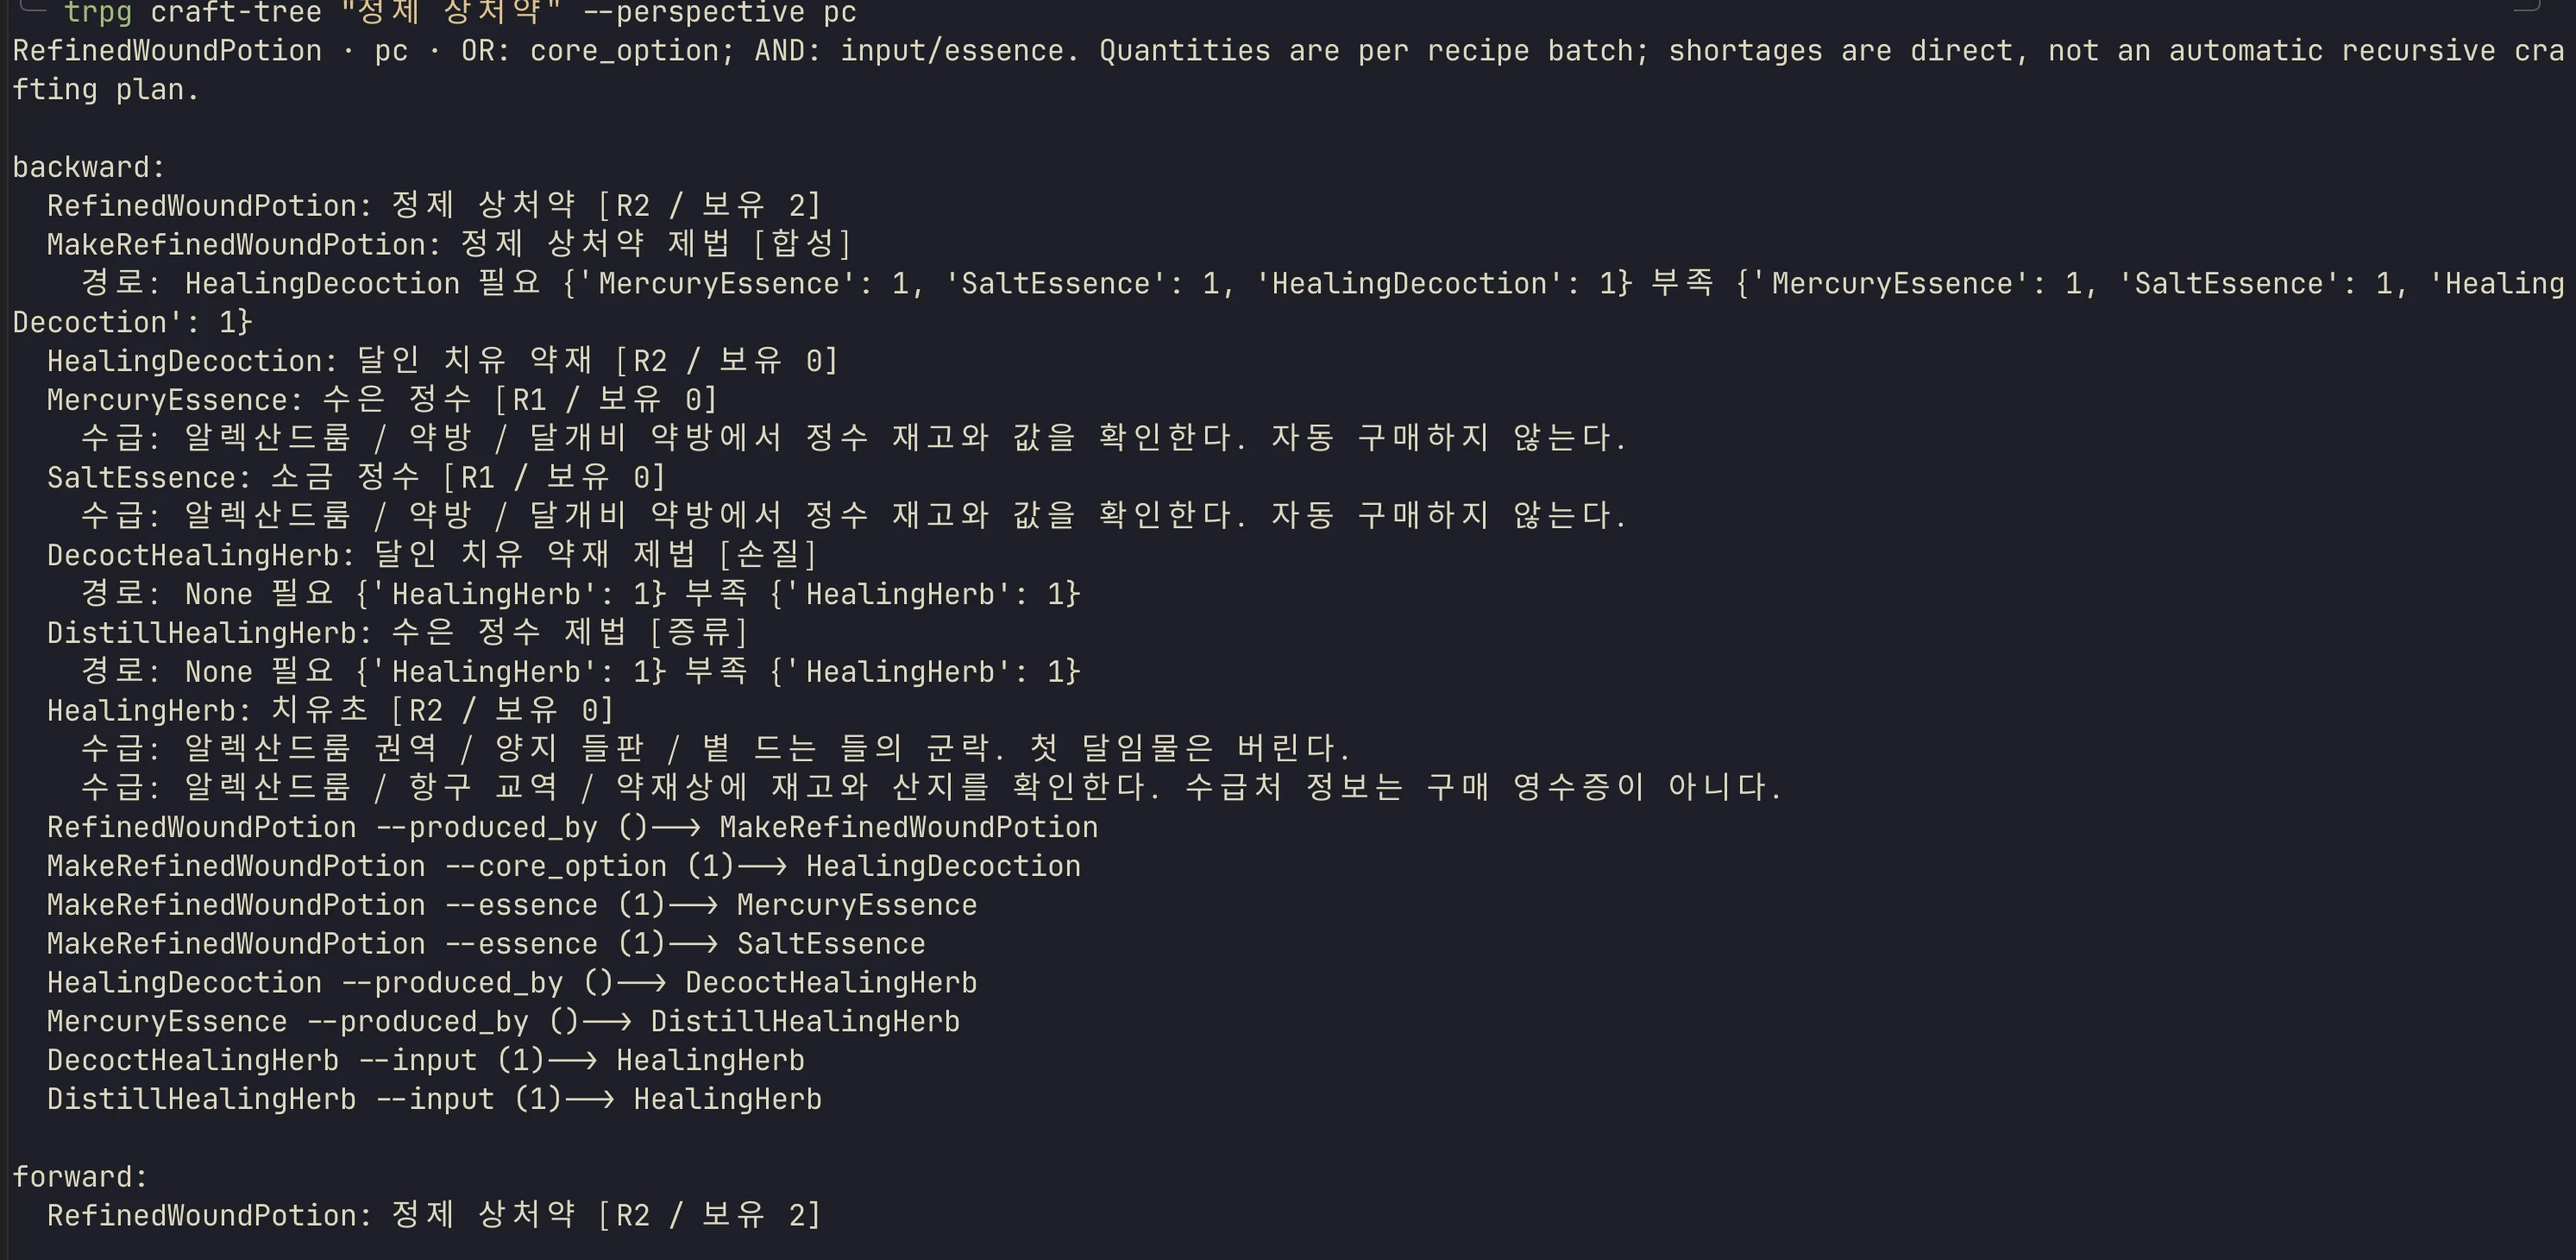 trpg craft-tree "정제 상처약" --perspective pc
RefinedWoundPotion · pc · OR: core_option; AND: input/essence. Quantities are per recipe batch; shortages are direct, not an automatic recursive cra
fting plan.
backward:
RefinedWoundPotion: 정제 상처약 [R2 / 보유 2]
MakeRefinedWoundPotion: 정제 상처약 제법 [합성]
경로: HealingDecoction 필요 {'MercuryEssence': 1, 'SaltEssence': 1, 'HealingDecoction': 1} 부족 {'MercuryEssence': 1, 'SaltEssence': 1, 'Healing
Decoction': 1}
HealingDecoction: 달인 치유 약재 [R2 / 보유 0]
MercuryEssence: 수은 정수 [R1 / 보유 0]
수급: 알렉산드룸 / 약방 / 달개비 약방에서 정수 재고와 값을 확인한다. 자동 구매하지 않는다.
SaltEssence: 소금 정수 [R1 / 보유 0]
수급: 알렉산드룸 / 약방 / 달개비 약방에서 정수 재고와 값을 확인한다. 자동 구매하지 않는다.
DecoctHealingHerb: 달인 치유 약재 제법 [손질]
경로: None 필요 {'HealingHerb': 1} 부족 {'HealingHerb': 1}
DistillHealingHerb: 수은 정수 제법 [증류]
경로: None 필요 {'HealingHerb': 1} 부족 {'HealingHerb': 1}
HealingHerb: 치유초 [R2 / 보유 0]
수급: 알렉산드룸 권역 / 양지 들판 / 볕 드는 들의 군락. 첫 달임물은 버린다.
수급: 알렉산드룸 / 항구 교역 / 약재상에 재고와 산지를 확인한다. 수급처 정보는 구매 영수증이 아니다.
RefinedWoundPotion --produced_by ()--> MakeRefinedWoundPotion
MakeRefinedWoundPotion --core_option (1)--> HealingDecoction
MakeRefinedWoundPotion --essence (1)--> MercuryEssence
MakeRefinedWoundPotion --essence (1)--> SaltEssence
HealingDecoction --produced_by ()--> DecoctHealingHerb
MercuryEssence --produced_by ()--> DistillHealingHerb
DecoctHealingHerb --input (1)--> HealingHerb
DistillHealingHerb --input (1)--> HealingHerb
forward:
RefinedWoundPotion: 정제 상처약 [R2 / 보유 2]